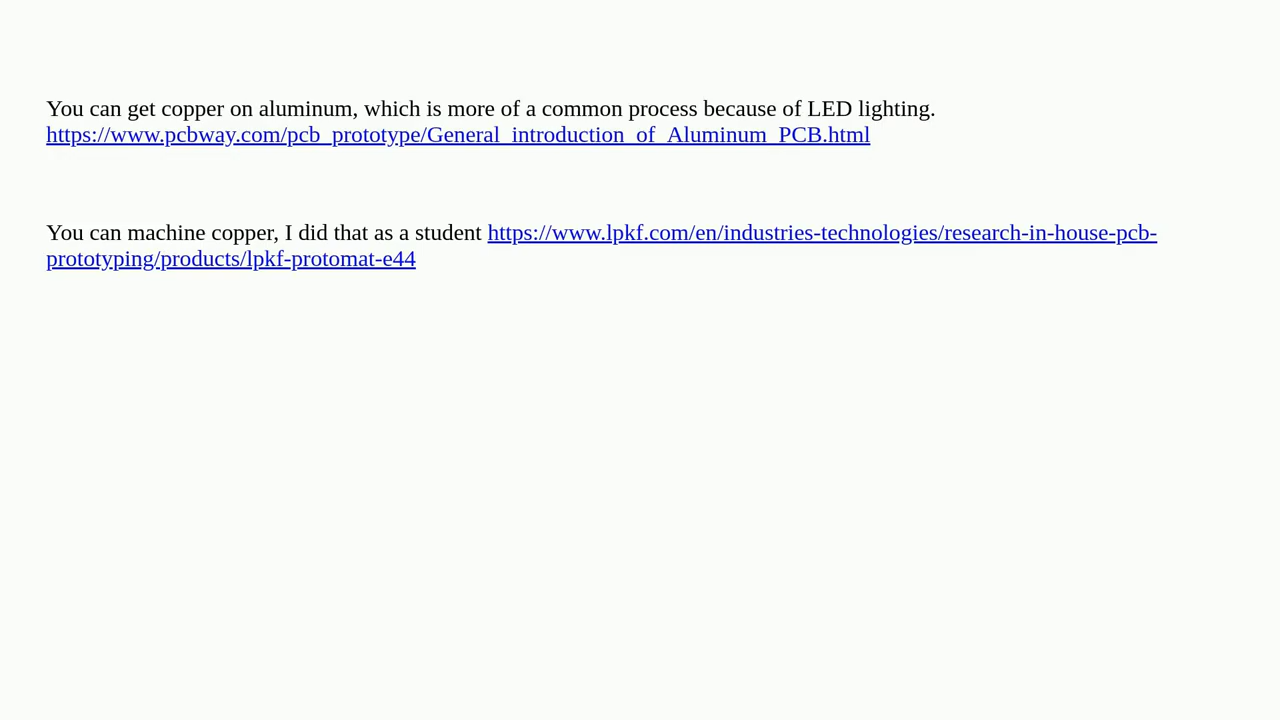 You can get copper on aluminum, which is more of a common process because of LED lighting.
https://www.pcbway.com/pcb_prototype/General_introduction_of_Aluminum_PCB.html
You can machine copper, I did that as a student https://www.lpkf.com/en/industries-technologies/research-in-house-pcb-
prototyping/products/lpkf-protomat-e44